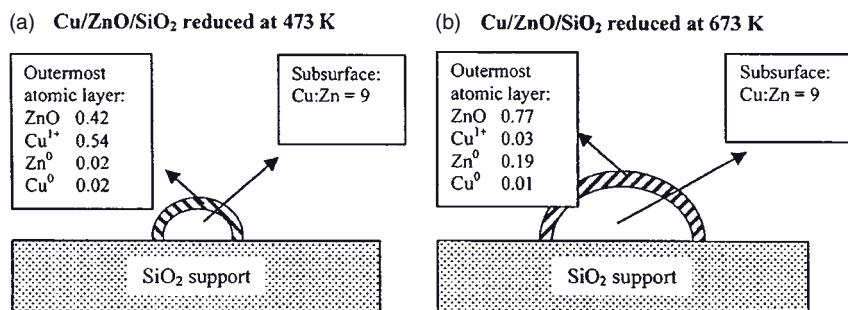 (a) Cu/ZnO/SiO₂ reduced at 473 K
Outermost
atomic layer:
ZnO 0.42
Cu¹⁺ 0.54
Zn⁰ 0.02
Cu⁰ 0.02
Subsurface:
Cu:Zn = 9
SiO₂ support
(b) Cu/ZnO/SiO₂ reduced at 673 K
Outermost
atomic layer:
ZnO 0.77
Cu¹⁺ 0.03
Zn⁰ 0.19
Cu⁰ 0.01
Subsurface:
Cu:Zn = 9
SiO₂ support